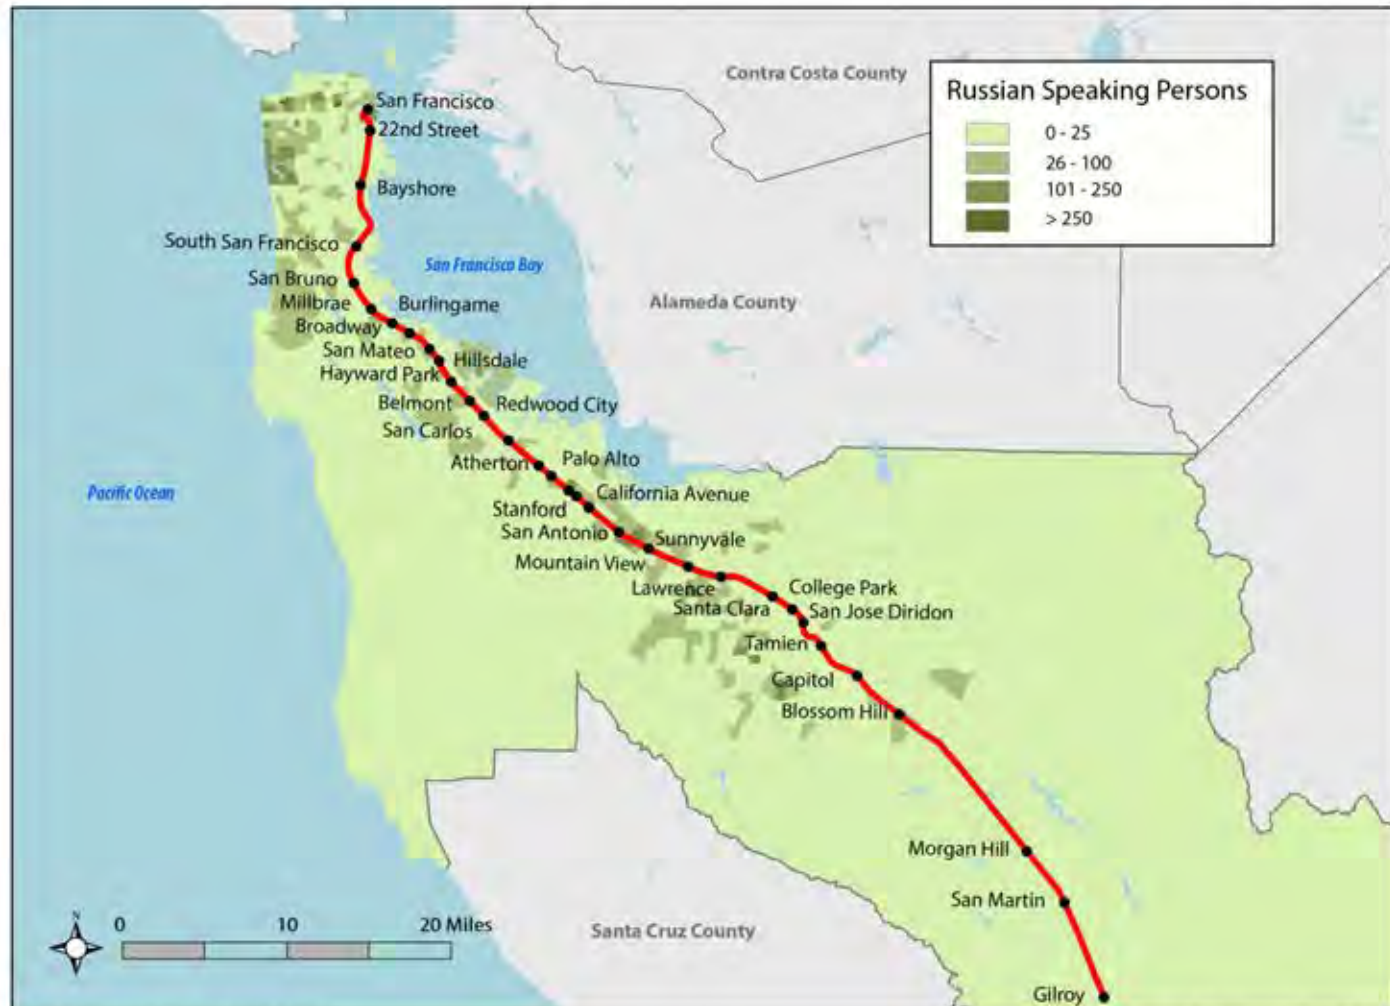 Contra Costa County
Russian Speaking Persons
0 - 25
26 - 100
101 - 250
> 250
San Francisco
22nd Street
Bayshore
South San Francisco
San Francisco Bay
San Bruno
Millbrae
Burlingame
Alameda County
Broadway
San Mateo
Hillsdale
Hayward Park
Belmont
Redwood City
San Carlos
Atherton
Palo Alto
Pacific Ocean
California Avenue
Stanford
San Antonio
Sunnyvale
Mountain View
Lawrence
College Park
Santa Clara
San Jose Diridon
Tamien
Capitol
Blossom Hill
Morgan Hill
San Martin
N
0 10 20 Miles
Santa Cruz County
Gilroy